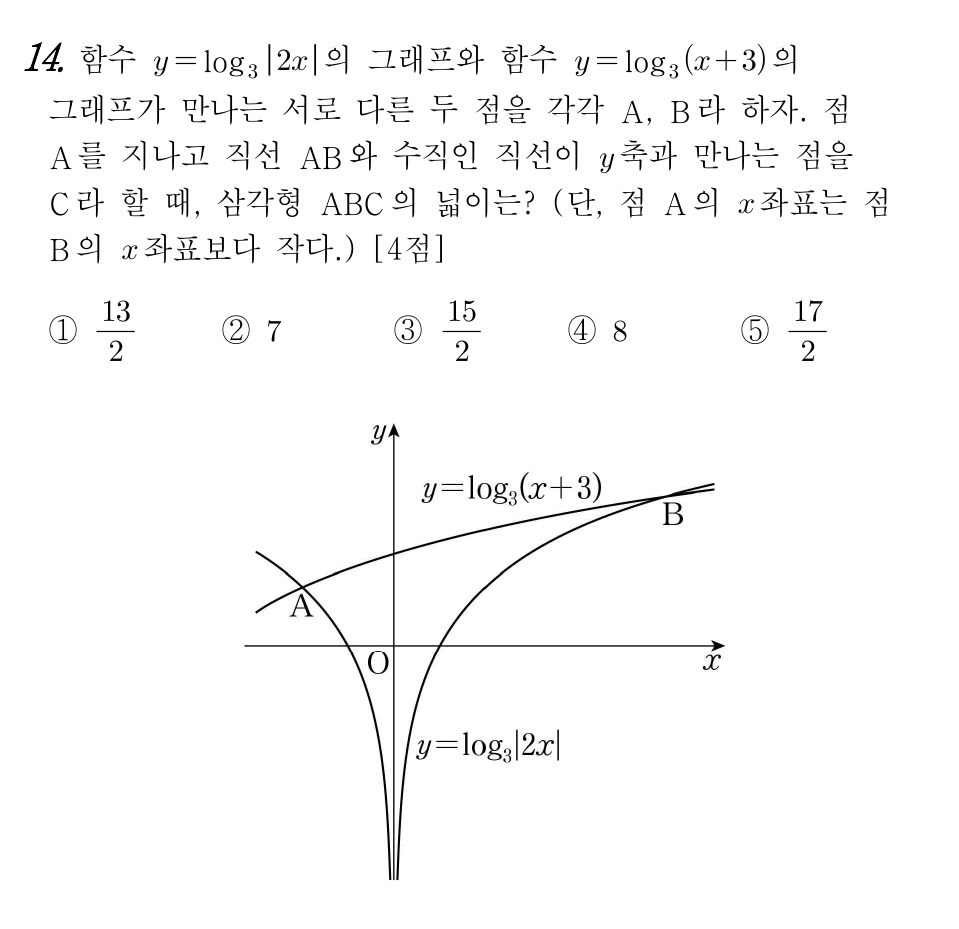 14. 함수 y=log₃|2x|의 그래프와 함수 y=log₃(x+3)의
그래프가 만나는 서로 다른 두 점을 각각 A, B라 하자. 점
A를 지나고 직선 AB와 수직인 직선이 y축과 만나는 점을
C라 할 때, 삼각형 ABC의 넓이는? (단, 점 A의 x좌표는 점
B의 x좌표보다 작다.) [4점]
① 13/2 ② 7 ③ 15/2 ④ 8 ⑤ 17/2
y
y=log₃(x+3)
B
A
O
x
y=log₃|2x|